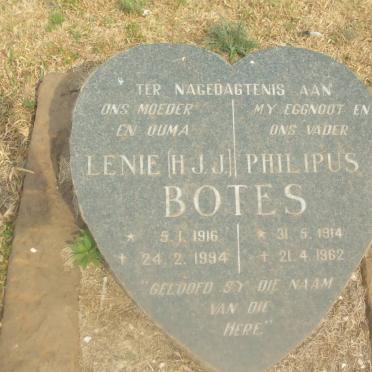 TER NAGEDAGTENIS AAN
ONS MOEDER MY EGGNOOT EN
EN OUMA ONS VADER
LENIE (H.J.J.) PHILIPUS
BOTES
* 5.1.1916 * 31.5.1914
+ 24.2.1994 + 21.4.1962
"GELOOFD SY DIE NAAM
VAN DIE
HERE"